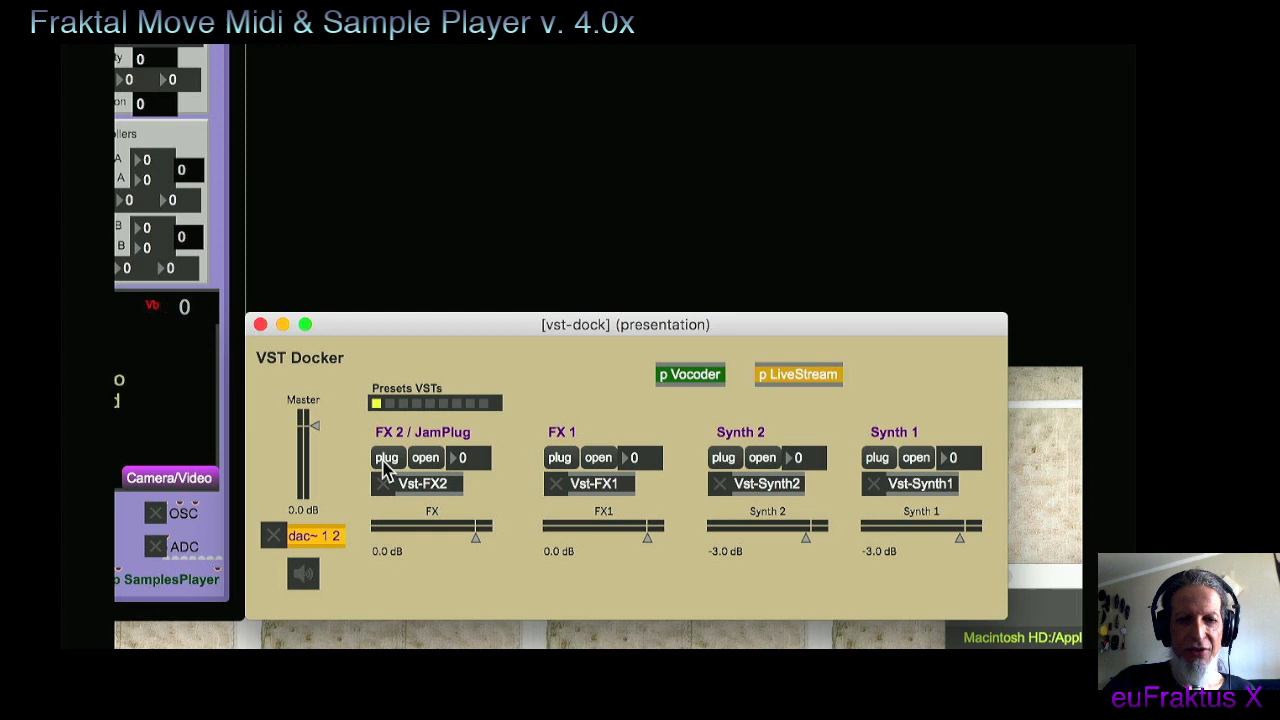 Fraktal Move Midi & Sample Player v. 4.0x
ty 0
0 0
on 0
ollers
A 0
A 0
0
0 0
B 0
B 0
0
0 0
Vb 0
o
d
Camera/Video
OSC
ADC
p SamplesPlayer
[vst-dock] (presentation)
VST Docker
p Vocoder
p LiveStream
Presets VSTs
Master
FX 2 / JamPlug
FX 1
Synth 2
Synth 1
plug open 0
plug open 0
plug open 0
plug open 0
Vst-FX2
Vst-FX1
Vst-Synth2
Vst-Synth1
0.0 dB
FX
FX1
Synth 2
Synth 1
dac~ 1 2
0.0 dB
0.0 dB
-3.0 dB
-3.0 dB
Macintosh HD:/Appl
euFraktus X